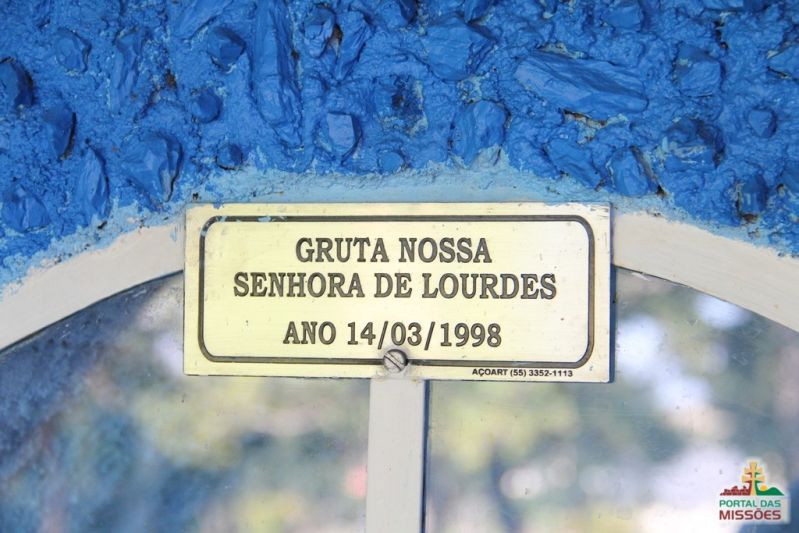 GRUTA NOSSA
SENHORA DE LOURDES
ANO 14/03/1998
AÇOART (55) 3352-1113
PORTAL DAS
MISSÕES